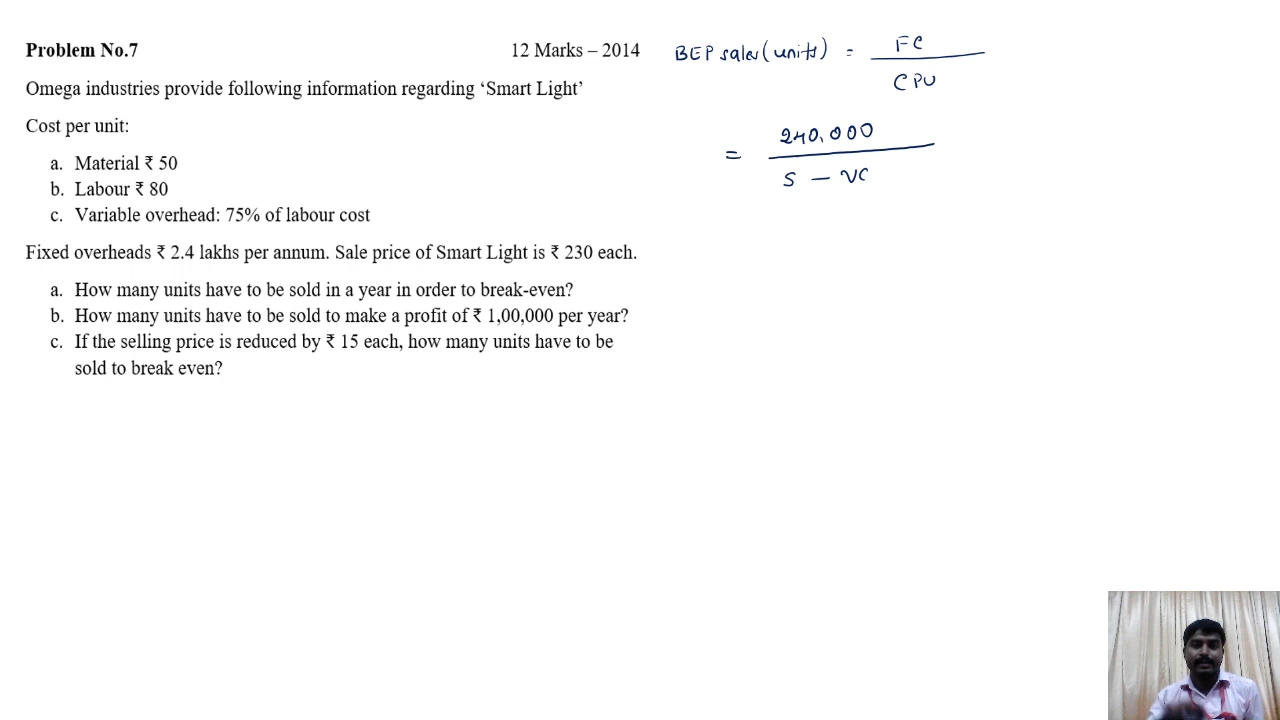 Problem No.7 12 Marks – 2014
Omega industries provide following information regarding ‘Smart Light’
Cost per unit:
a. Material ₹ 50
b. Labour ₹ 80
c. Variable overhead: 75% of labour cost
Fixed overheads ₹ 2.4 lakhs per annum. Sale price of Smart Light is ₹ 230 each.
a. How many units have to be sold in a year in order to break-even?
b. How many units have to be sold to make a profit of ₹ 1,00,000 per year?
c. If the selling price is reduced by ₹ 15 each, how many units have to be
sold to break even?
BEP sales (units) = FC
CPU
= 240,000
S – VC